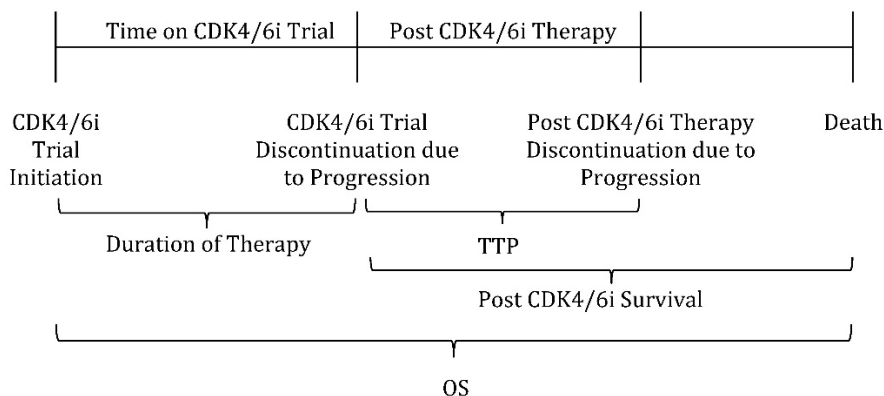 Time on CDK4/6i Trial
Post CDK4/6i Therapy
CDK4/6i
Trial
Initiation
CDK4/6i Trial
Discontinuation due
to Progression
Post CDK4/6i Therapy
Discontinuation due to
Progression
Death
Duration of Therapy
TTP
Post CDK4/6i Survival
OS